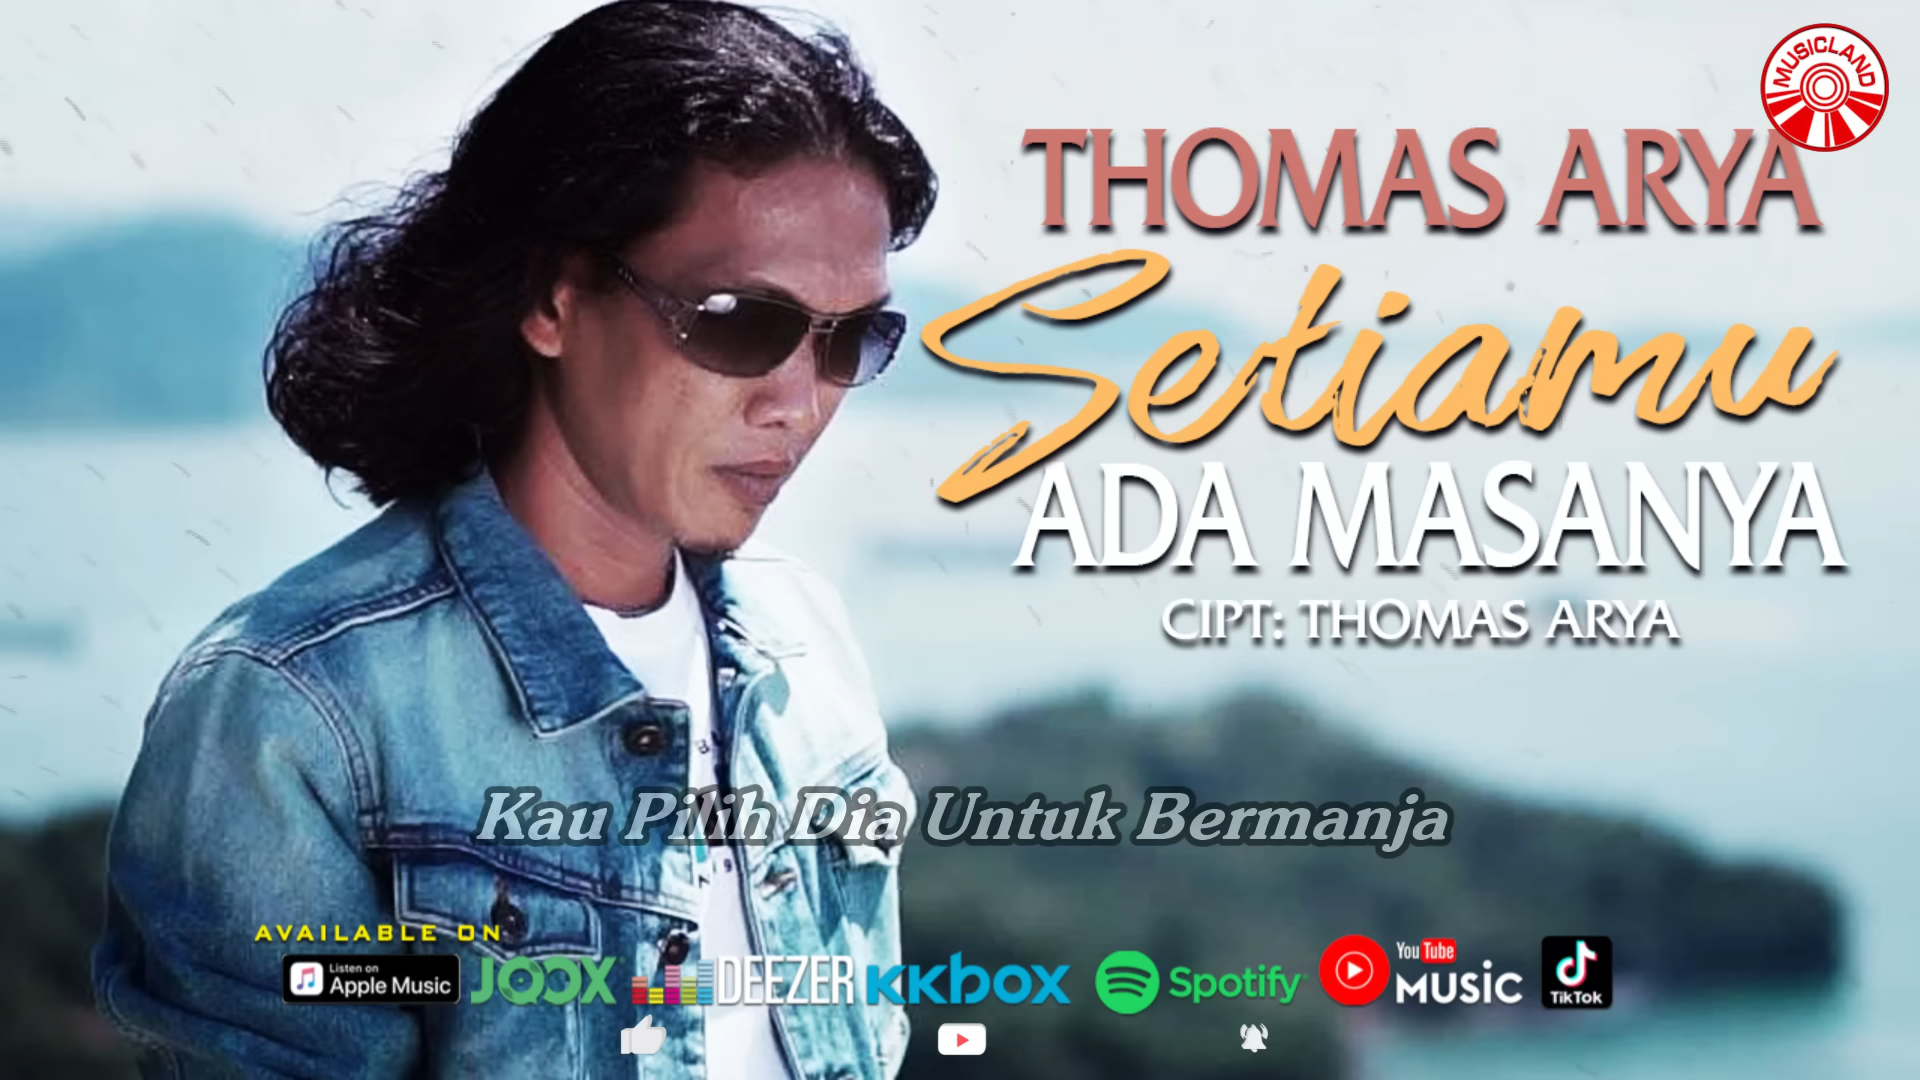 MUSICLAND
THOMAS ARYA
Setiamu
ADA MASANYA
CIPT: THOMAS ARYA
Kau Pilih Dia Untuk Bermanja
AVAILABLE ON
Listen on
Apple Music
JOOX
DEEZER
KKBOX
Spotify
YouTube
MUSIC
TikTok